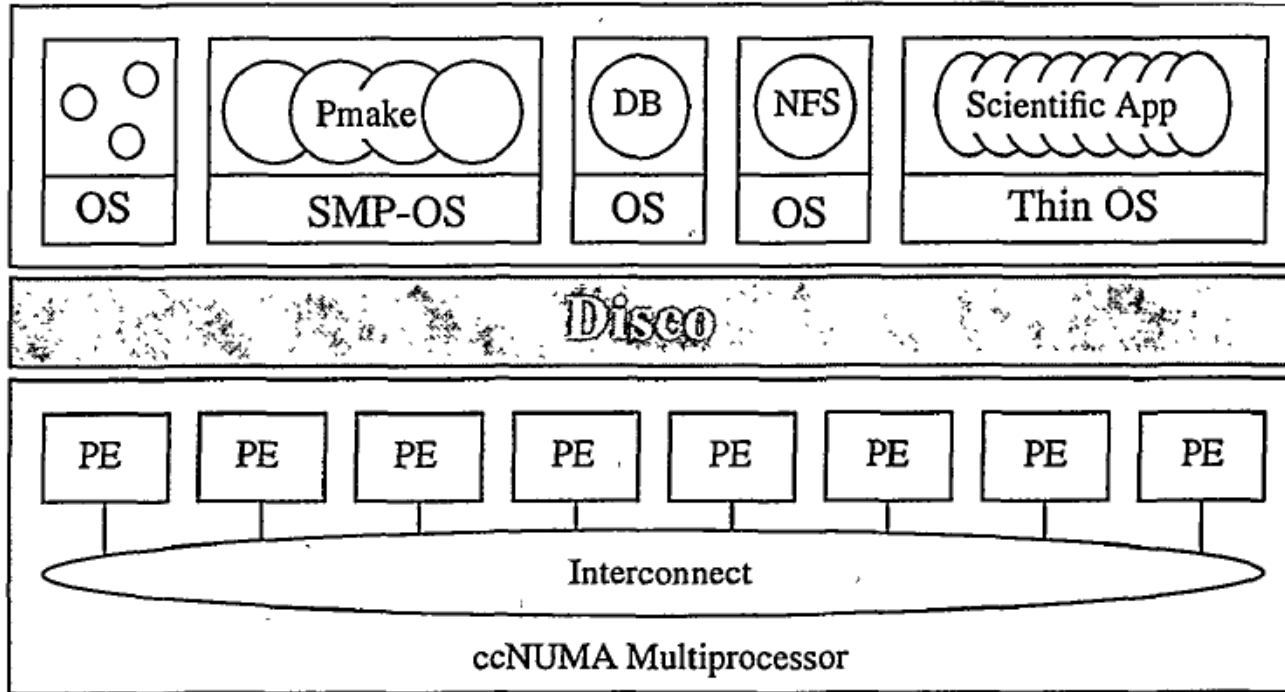 Pmake
DB
NFS
Scientific App
OS
SMP-OS
OS
OS
Thin OS
Disco
PE
PE
PE
PE
PE
PE
PE
PE
Interconnect
ccNUMA Multiprocessor